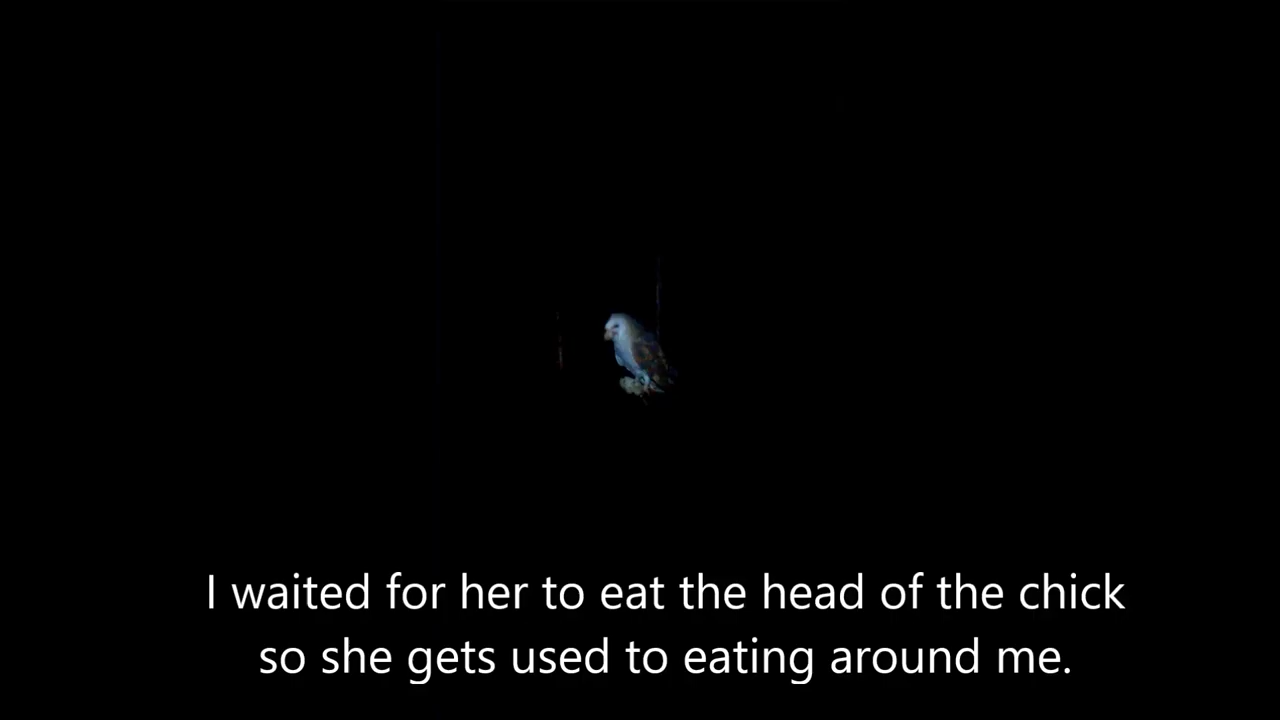 I waited for her to eat the head of the chick
so she gets used to eating around me.